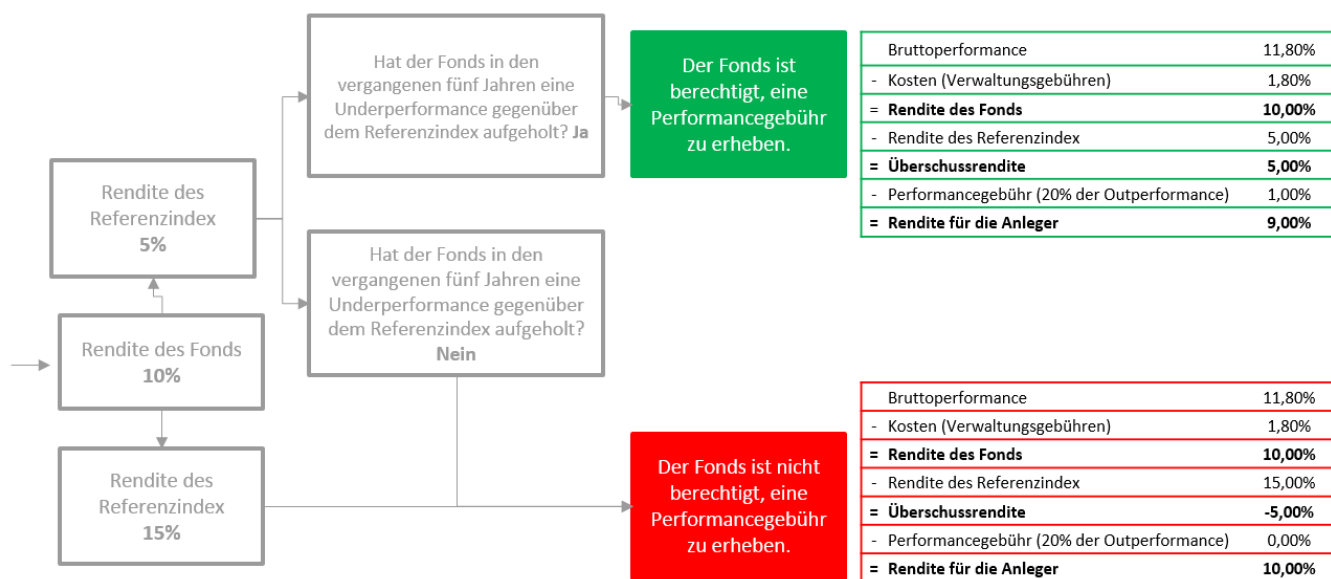 Hat der Fonds in den
vergangenen fünf Jahren eine
Underperformance gegenüber
dem Referenzindex aufgeholt? Ja
Der Fonds ist
berechtigt, eine
Performancegebühr
zu erheben.
Bruttoperformance 11,80%
- Kosten (Verwaltungsgebühren) 1,80%
= Rendite des Fonds 10,00%
- Rendite des Referenzindex 5,00%
= Überschussrendite 5,00%
- Performancegebühr (20% der Outperformance) 1,00%
= Rendite für die Anleger 9,00%
Rendite des
Referenzindex
5%
Hat der Fonds in den
vergangenen fünf Jahren eine
Underperformance gegenüber
dem Referenzindex aufgeholt?
Nein
Rendite des Fonds
10%
Rendite des
Referenzindex
15%
Der Fonds ist nicht
berechtigt, eine
Performancegebühr
zu erheben.
Bruttoperformance 11,80%
- Kosten (Verwaltungsgebühren) 1,80%
= Rendite des Fonds 10,00%
- Rendite des Referenzindex 15,00%
= Überschussrendite -5,00%
- Performancegebühr (20% der Outperformance) 0,00%
= Rendite für die Anleger 10,00%